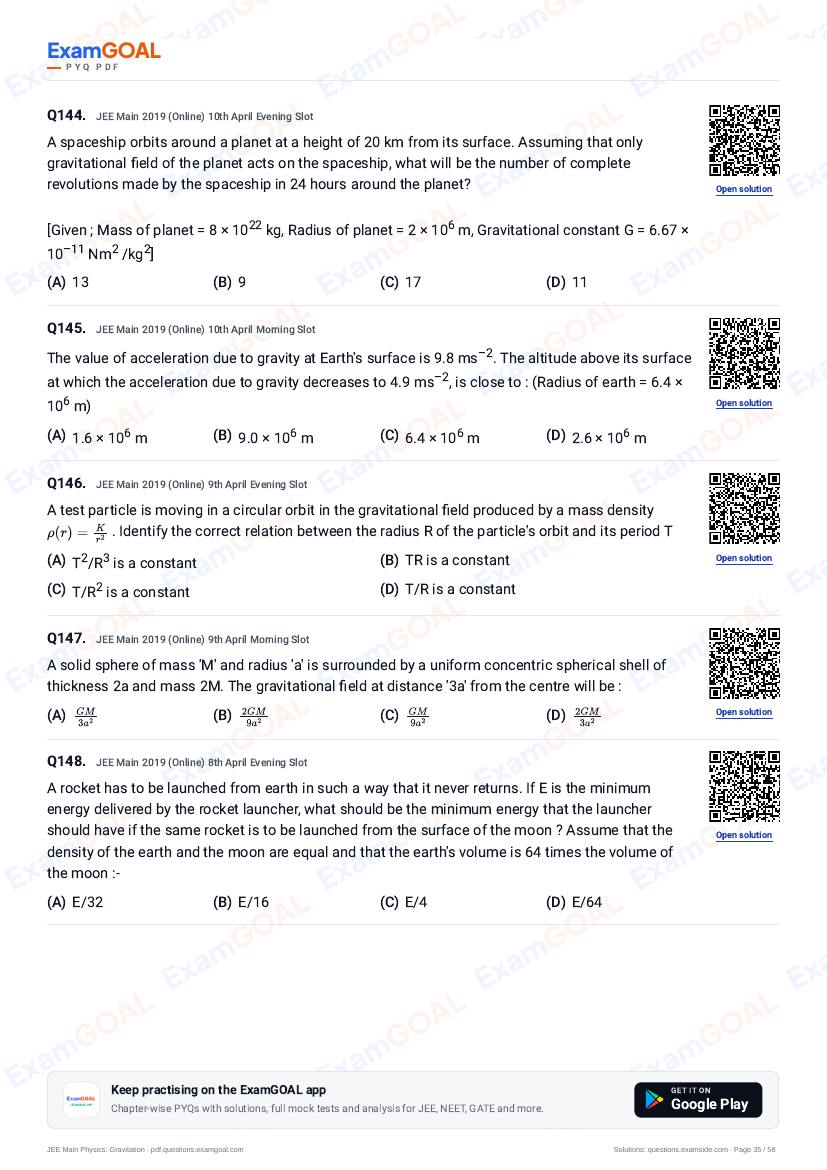 ExamGOAL
PYQ PDF
Q144. JEE Main 2019 (Online) 10th April Evening Slot
A spaceship orbits around a planet at a height of 20 km from its surface. Assuming that only
gravitational field of the planet acts on the spaceship, what will be the number of complete
revolutions made by the spaceship in 24 hours around the planet?
[Given ; Mass of planet = 8 × 10^22 kg, Radius of planet = 2 × 10^6 m, Gravitational constant G = 6.67 ×
10^−11 Nm^2 /kg^2]
(A) 13 (B) 9 (C) 17 (D) 11
Open solution
Q145. JEE Main 2019 (Online) 10th April Morning Slot
The value of acceleration due to gravity at Earth's surface is 9.8 ms^−2. The altitude above its surface
at which the acceleration due to gravity decreases to 4.9 ms^−2, is close to : (Radius of earth = 6.4 ×
10^6 m)
(A) 1.6 × 10^6 m (B) 9.0 × 10^6 m (C) 6.4 × 10^6 m (D) 2.6 × 10^6 m
Open solution
Q146. JEE Main 2019 (Online) 9th April Evening Slot
A test particle is moving in a circular orbit in the gravitational field produced by a mass density
ρ(r) = K/r^2 . Identify the correct relation between the radius R of the particle's orbit and its period T
(A) T^2/R^3 is a constant (B) TR is a constant
(C) T/R^2 is a constant (D) T/R is a constant
Open solution
Q147. JEE Main 2019 (Online) 9th April Morning Slot
A solid sphere of mass 'M' and radius 'a' is surrounded by a uniform concentric spherical shell of
thickness 2a and mass 2M. The gravitational field at distance '3a' from the centre will be :
(A) GM/3a^2 (B) 2GM/9a^2 (C) GM/9a^2 (D) 2GM/3a^2
Open solution
Q148. JEE Main 2019 (Online) 8th April Evening Slot
A rocket has to be launched from earth in such a way that it never returns. If E is the minimum
energy delivered by the rocket launcher, what should be the minimum energy that the launcher
should have if the same rocket is to be launched from the surface of the moon ? Assume that the
density of the earth and the moon are equal and that the earth's volume is 64 times the volume of
the moon :-
(A) E/32 (B) E/16 (C) E/4 (D) E/64
Open solution
ExamGOAL
Keep practising on the ExamGOAL app
Chapter-wise PYQs with solutions, full mock tests and analysis for JEE, NEET, GATE and more.
GET IT ON
Google Play
JEE Main Physics: Gravitation · pdf.questions.examgoal.com
Solutions: questions.examside.com · Page 35 / 58